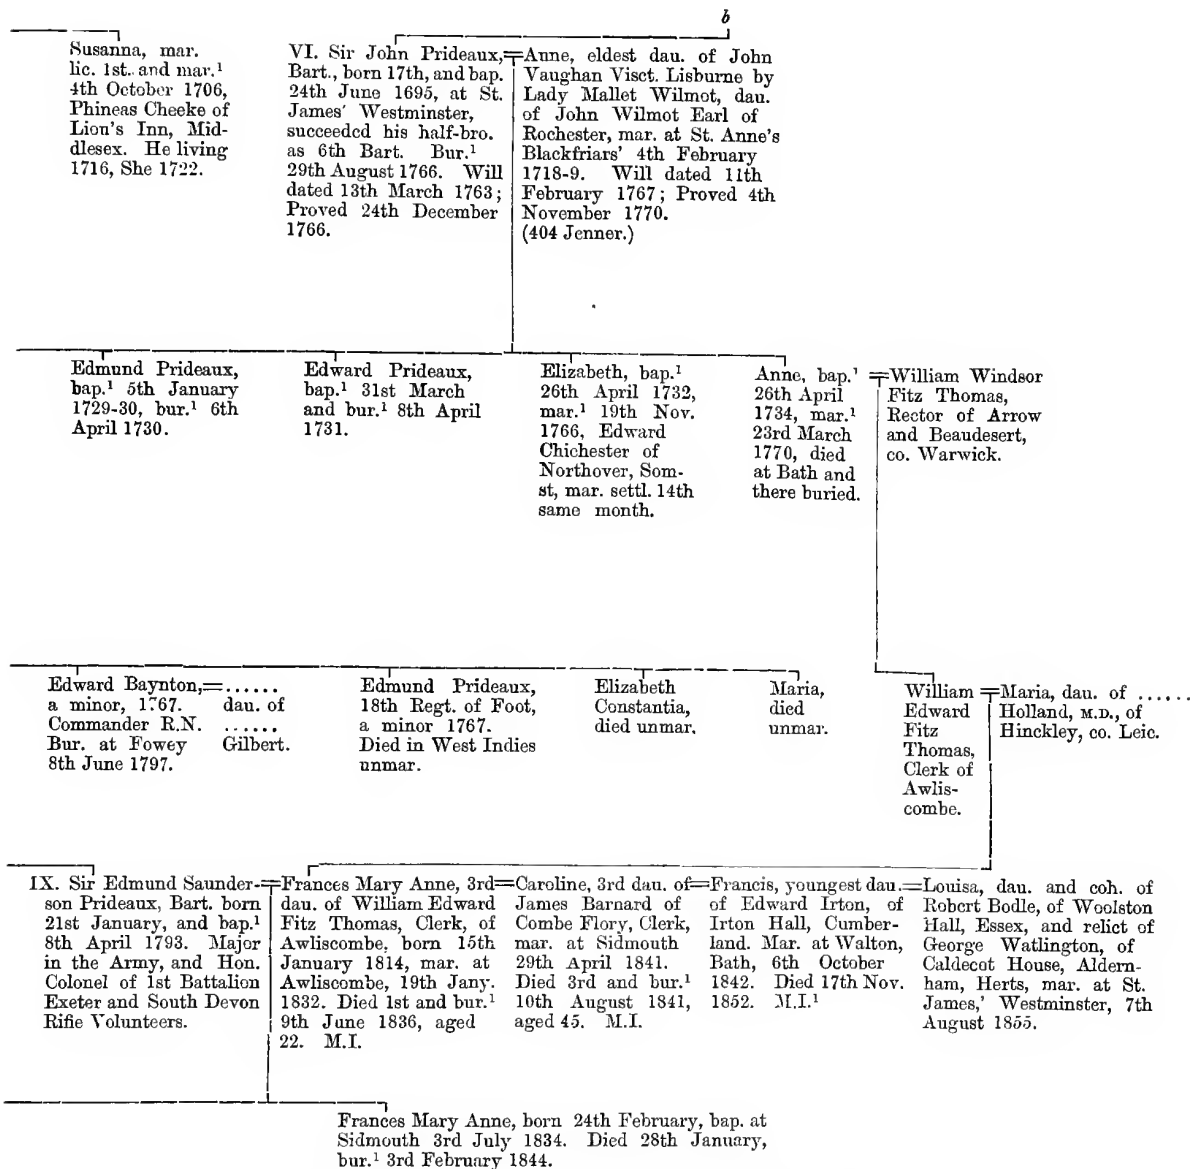 b
Susanna, mar.
lic. 1st. and mar.¹
4th October 1706,
Phineas Cheeke of
Lion's Inn, Mid-
dlesex. He living
1716, She 1722.
VI. Sir John Prideaux,
Bart., born 17th, and bap.
24th June 1695, at St.
James' Westminster,
succeeded his half-bro.
as 6th Bart. Bur.¹
29th August 1766. Will
dated 13th March 1763;
Proved 24th December
1766.
=Anne, eldest dau. of John
Vaughan Visct. Lisburne by
Lady Mallet Wilmot, dau.
of John Wilmot Earl of
Rochester, mar. at St. Anne's
Blackfriars' 4th February
1718-9. Will dated 11th
February 1767; Proved 4th
November 1770.
(404 Jenner.)
Edmund Prideaux,
bap.¹ 5th January
1729-30, bur.¹ 6th
April 1730.
Edward Prideaux,
bap.¹ 31st March
and bur.¹ 8th April
1731.
Elizabeth, bap.¹
26th April 1732,
mar.¹ 19th Nov.
1766, Edward
Chichester of
Northover, Som-
st, mar. settl. 14th
same month.
Anne, bap.¹
26th April
1734, mar.¹
23rd March
1770, died
at Bath and
there buried.
=William Windsor
Fitz Thomas,
Rector of Arrow
and Beaudesert,
co. Warwick.
Edward Baynton,
a minor, 1767.
Commander R.N.
Bur. at Fowey
8th June 1797.
=......
dau. of
......
Gilbert.
Edmund Prideaux,
18th Regt. of Foot,
a minor 1767.
Died in West Indies
unmar.
Elizabeth
Constantia,
died unmar.
Maria,
died
unmar.
William
Edward
Fitz
Thomas,
Clerk of
Awlis-
combe.
=Maria, dau. of ......
Holland, M.D., of
Hinckley, co. Leic.
IX. Sir Edmund Saunder-
son Prideaux, Bart. born
21st January, and bap.¹
8th April 1793. Major
in the Army, and Hon.
Colonel of 1st Battalion
Exeter and South Devon
Rifle Volunteers.
=Frances Mary Anne, 3rd
dau. of William Edward
Fitz Thomas, Clerk, of
Awliscombe, born 15th
January 1814, mar. at
Awliscombe, 19th Jany.
1832. Died 1st and bur.¹
9th June 1836, aged
22. M.I.
=Caroline, 3rd dau. of
James Barnard of
Combe Flory, Clerk,
mar. at Sidmouth
29th April 1841.
Died 3rd and bur.¹
10th August 1841,
aged 45. M.I.
=Francis, youngest dau.
of Edward Irton, of
Irton Hall, Cumber-
land. Mar. at Walton,
Bath, 6th October
1842. Died 17th Nov.
1852. M.I.¹
=Louisa, dau. and coh. of
Robert Bodle, of Woolston
Hall, Essex, and relict of
George Watlington, of
Caldecot House, Aldern-
ham, Herts, mar. at St.
James,' Westminster, 7th
August 1855.
Frances Mary Anne, born 24th February, bap. at
Sidmouth 3rd July 1834. Died 28th January,
bur.¹ 3rd February 1844.